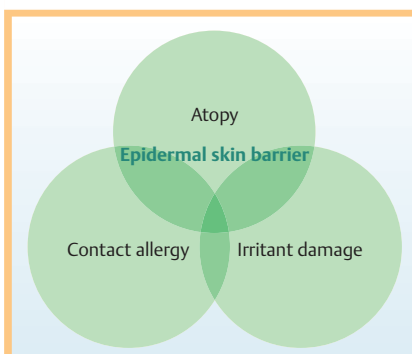 Atopy
Epidermal skin barrier
Contact allergy
Irritant damage